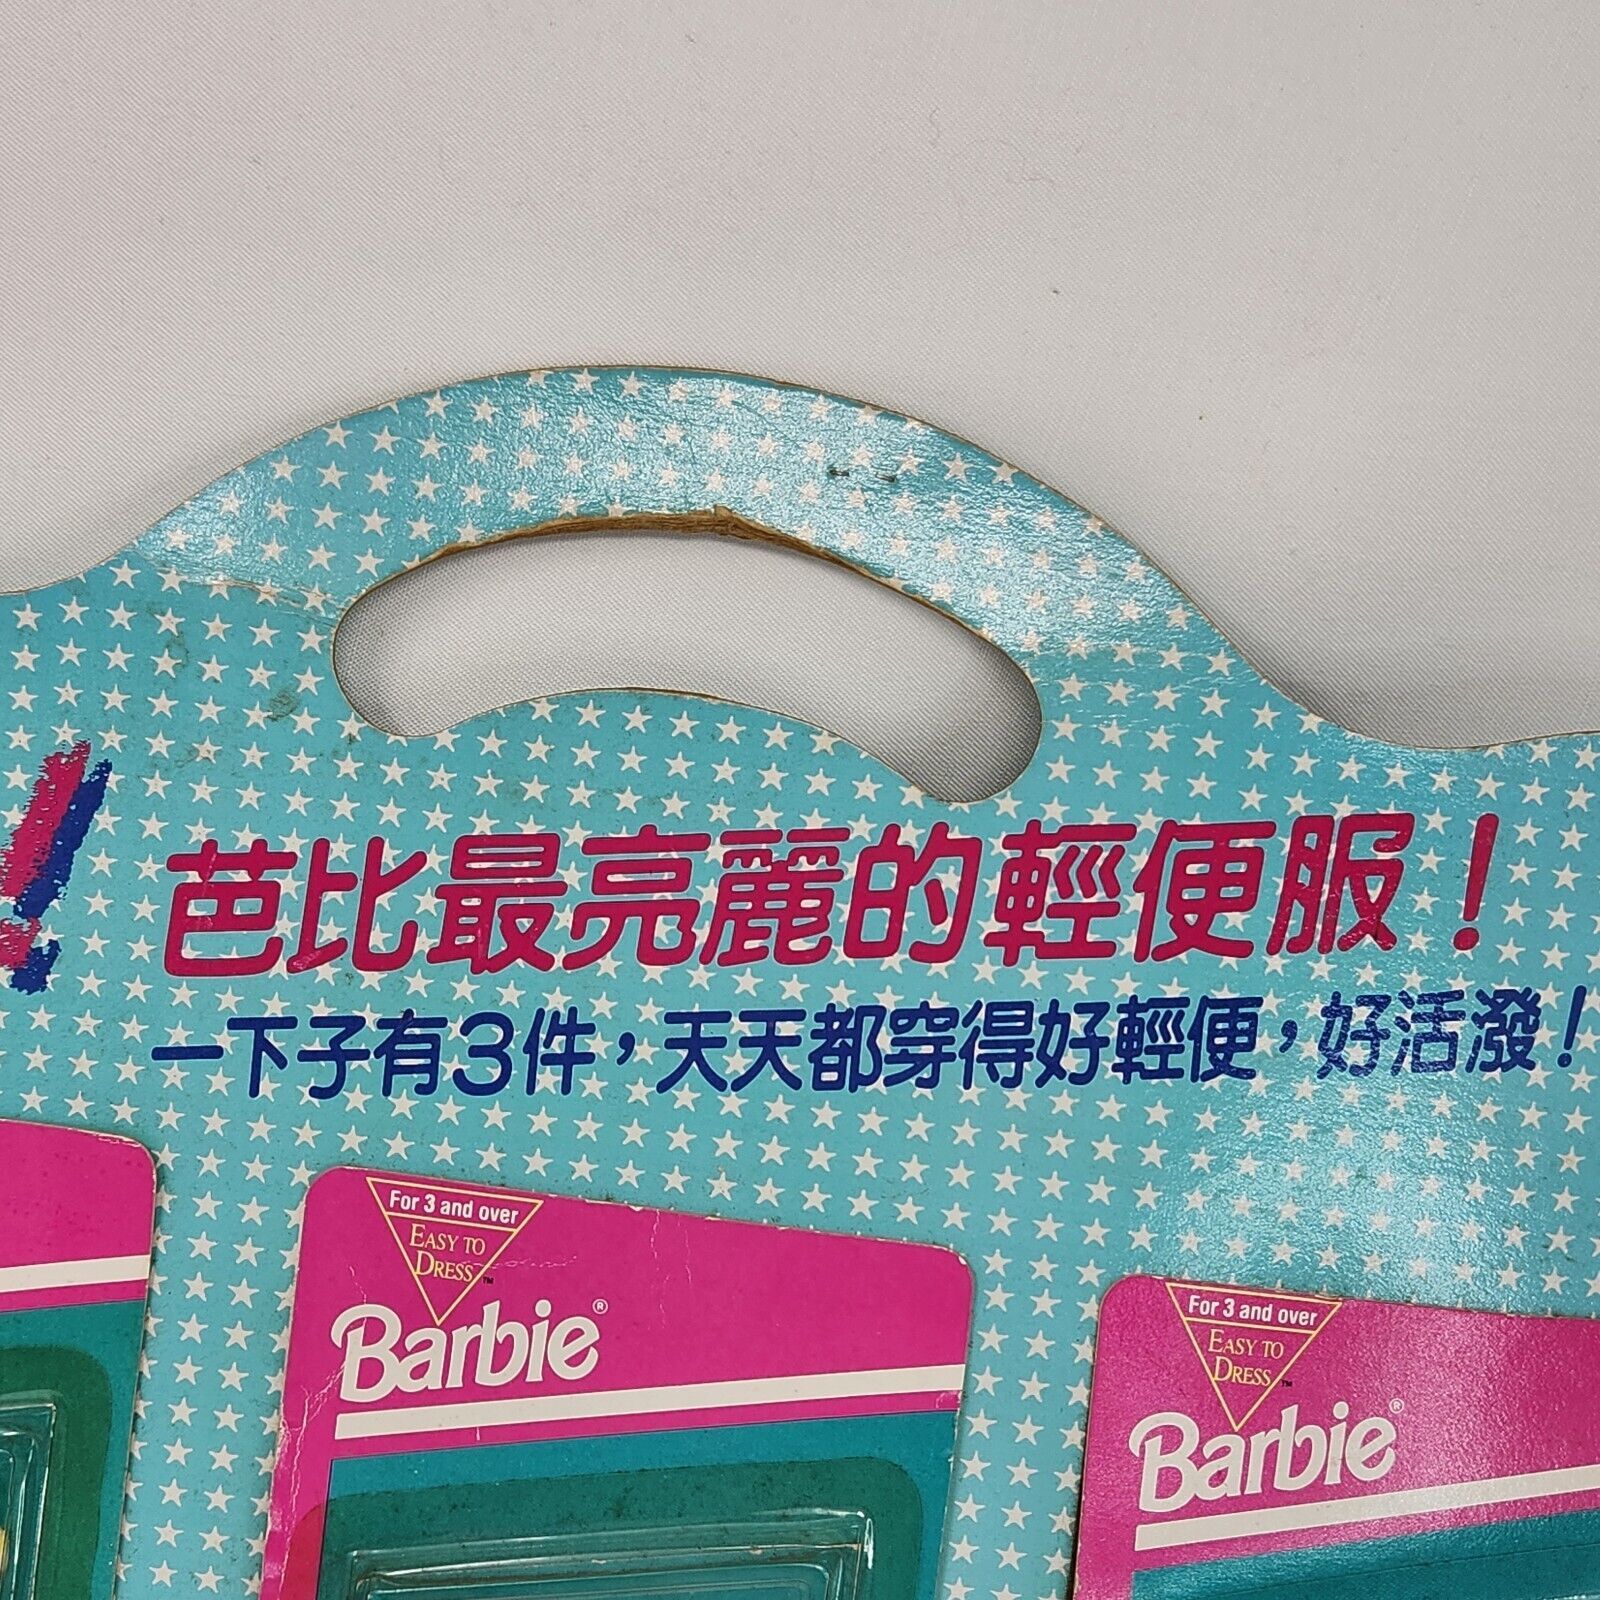 !
芭比最亮麗的輕便服！
一下子有3件，天天都穿得好輕便，好活潑！
For 3 and over
EASY TO
DRESS™
Barbie®
For 3 and over
EASY TO
DRESS™
Barbie®